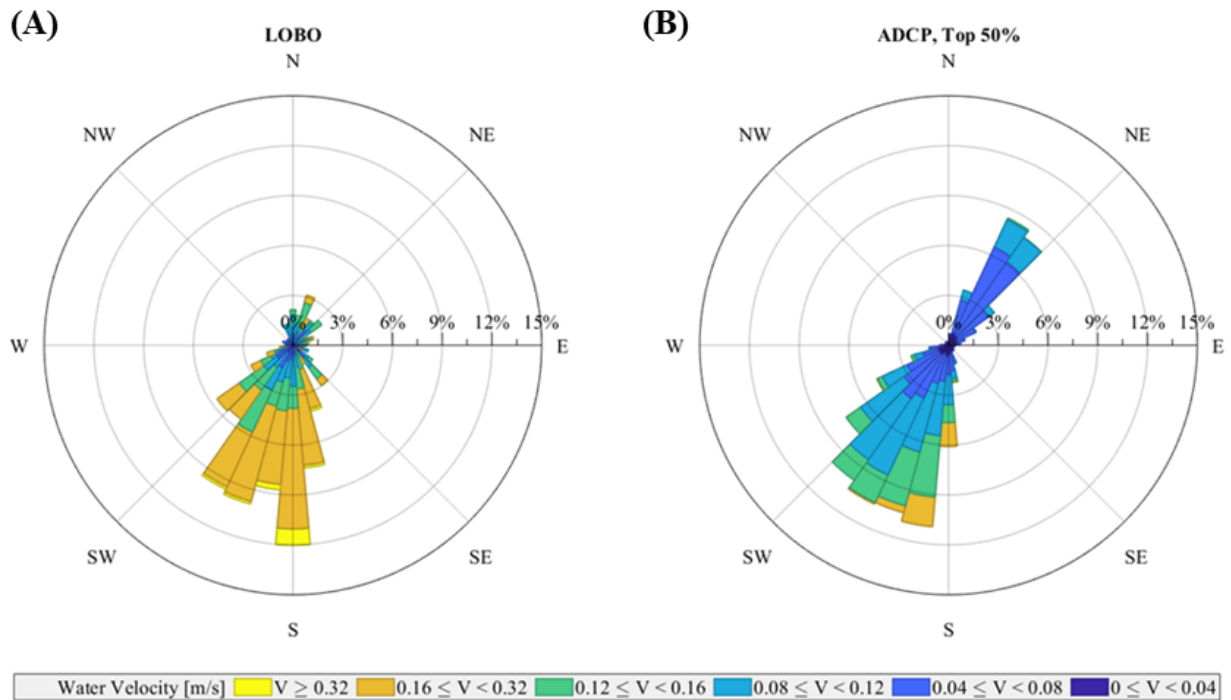 (A)
LOBO
N
NW
NE
0% 3% 6% 9% 12% 15%
W
E
SW
SE
S
(B)
ADCP, Top 50%
N
NW
NE
0% 3% 6% 9% 12% 15%
W
E
SW
SE
S
Water Velocity [m/s] V ≥ 0.32 0.16 ≤ V < 0.32 0.12 ≤ V < 0.16 0.08 ≤ V < 0.12 0.04 ≤ V < 0.08 0 ≤ V < 0.04